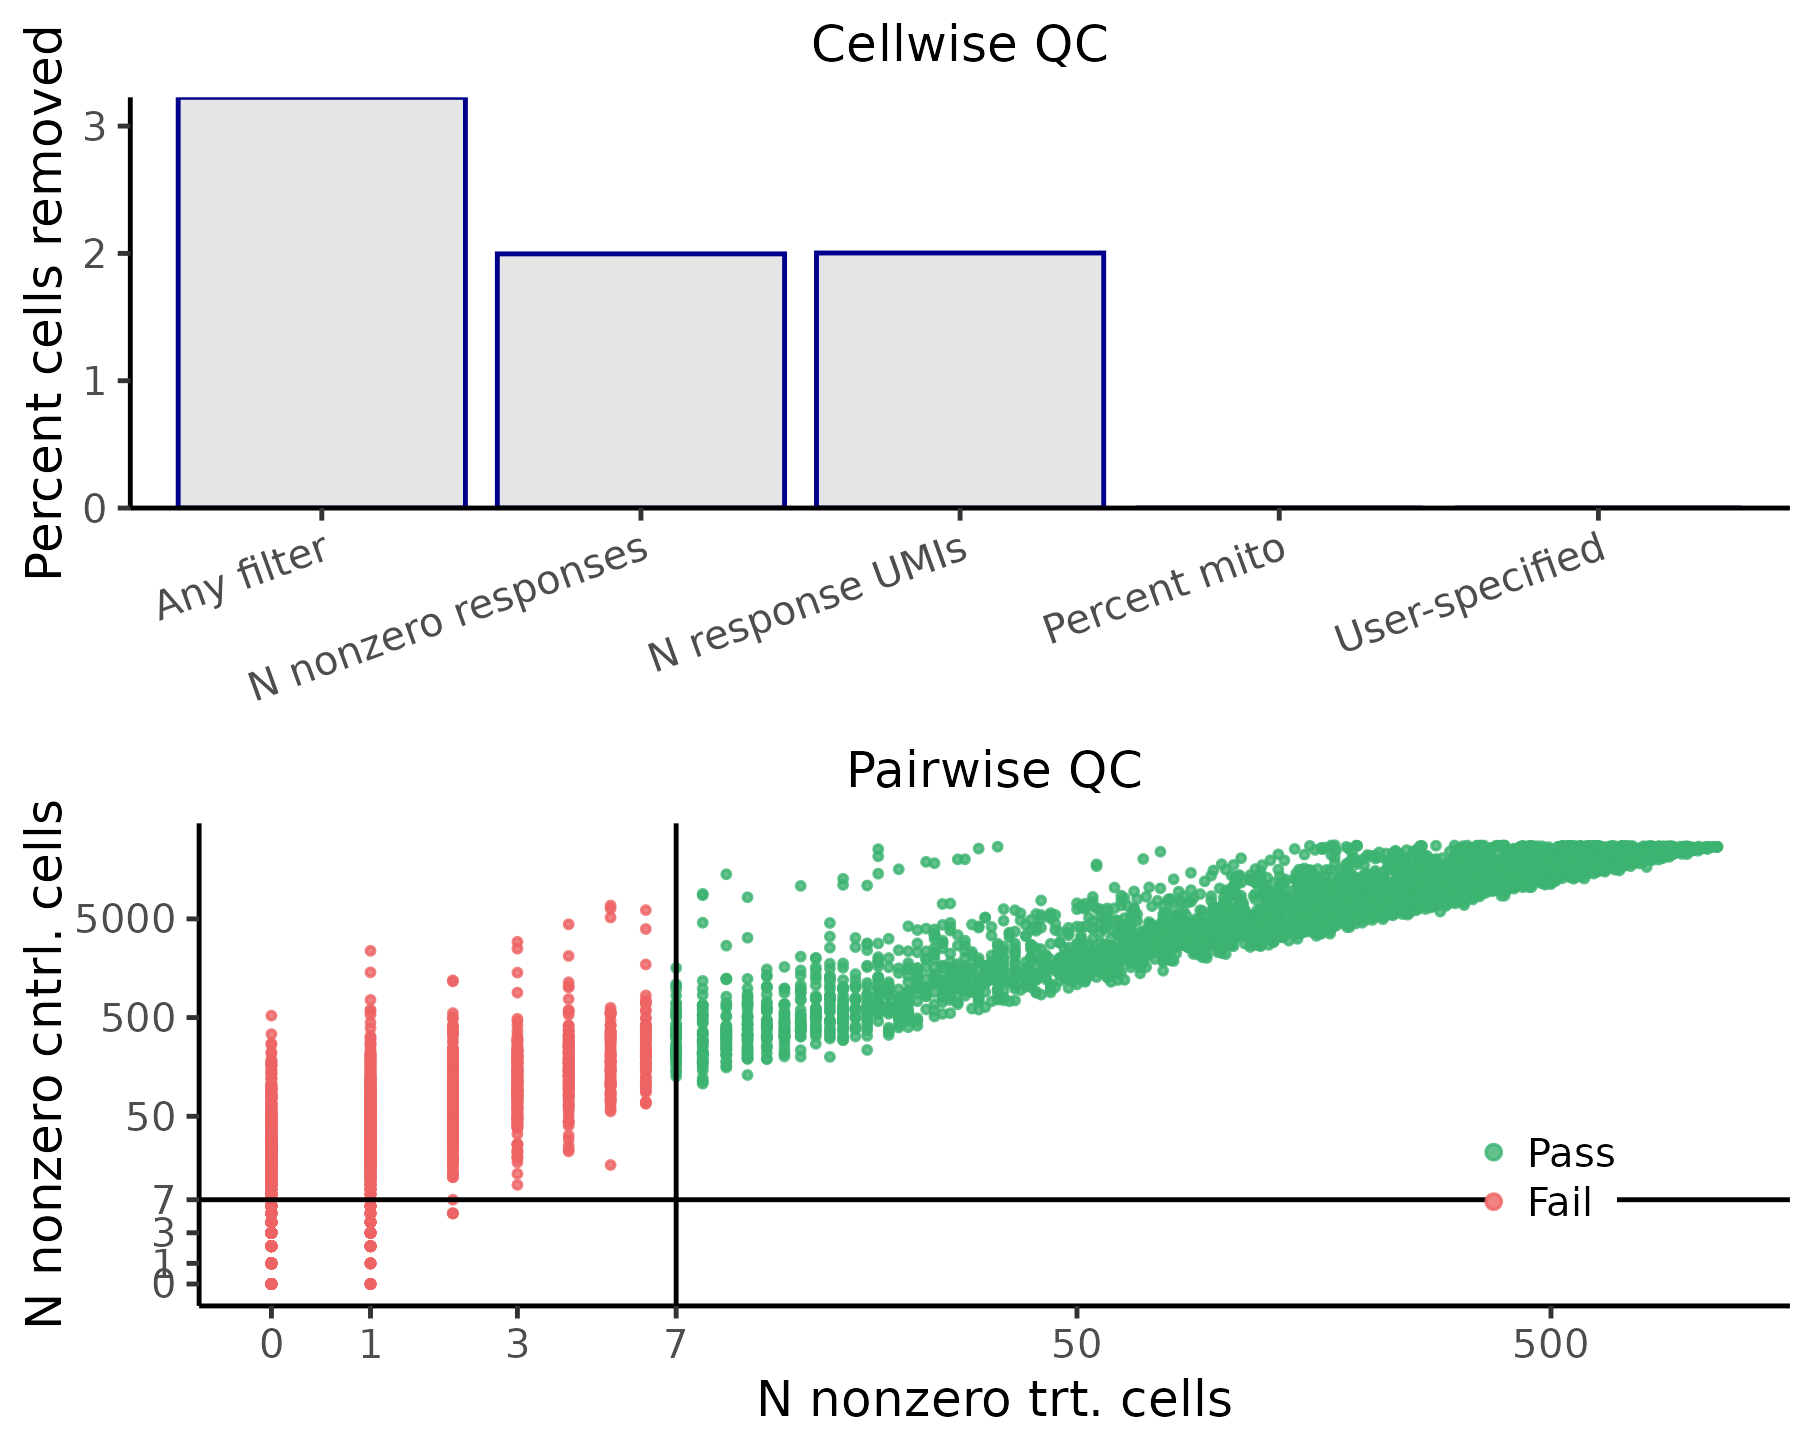 Cellwise QC
Percent cells removed
3
2
1
0
Any filter
N nonzero responses
N response UMIs
Percent mito
User-specified
Pairwise QC
N nonzero cntrl. cells
5000
500
50
7
3
1
0
Pass
Fail
0 1 3 7 50 500
N nonzero trt. cells